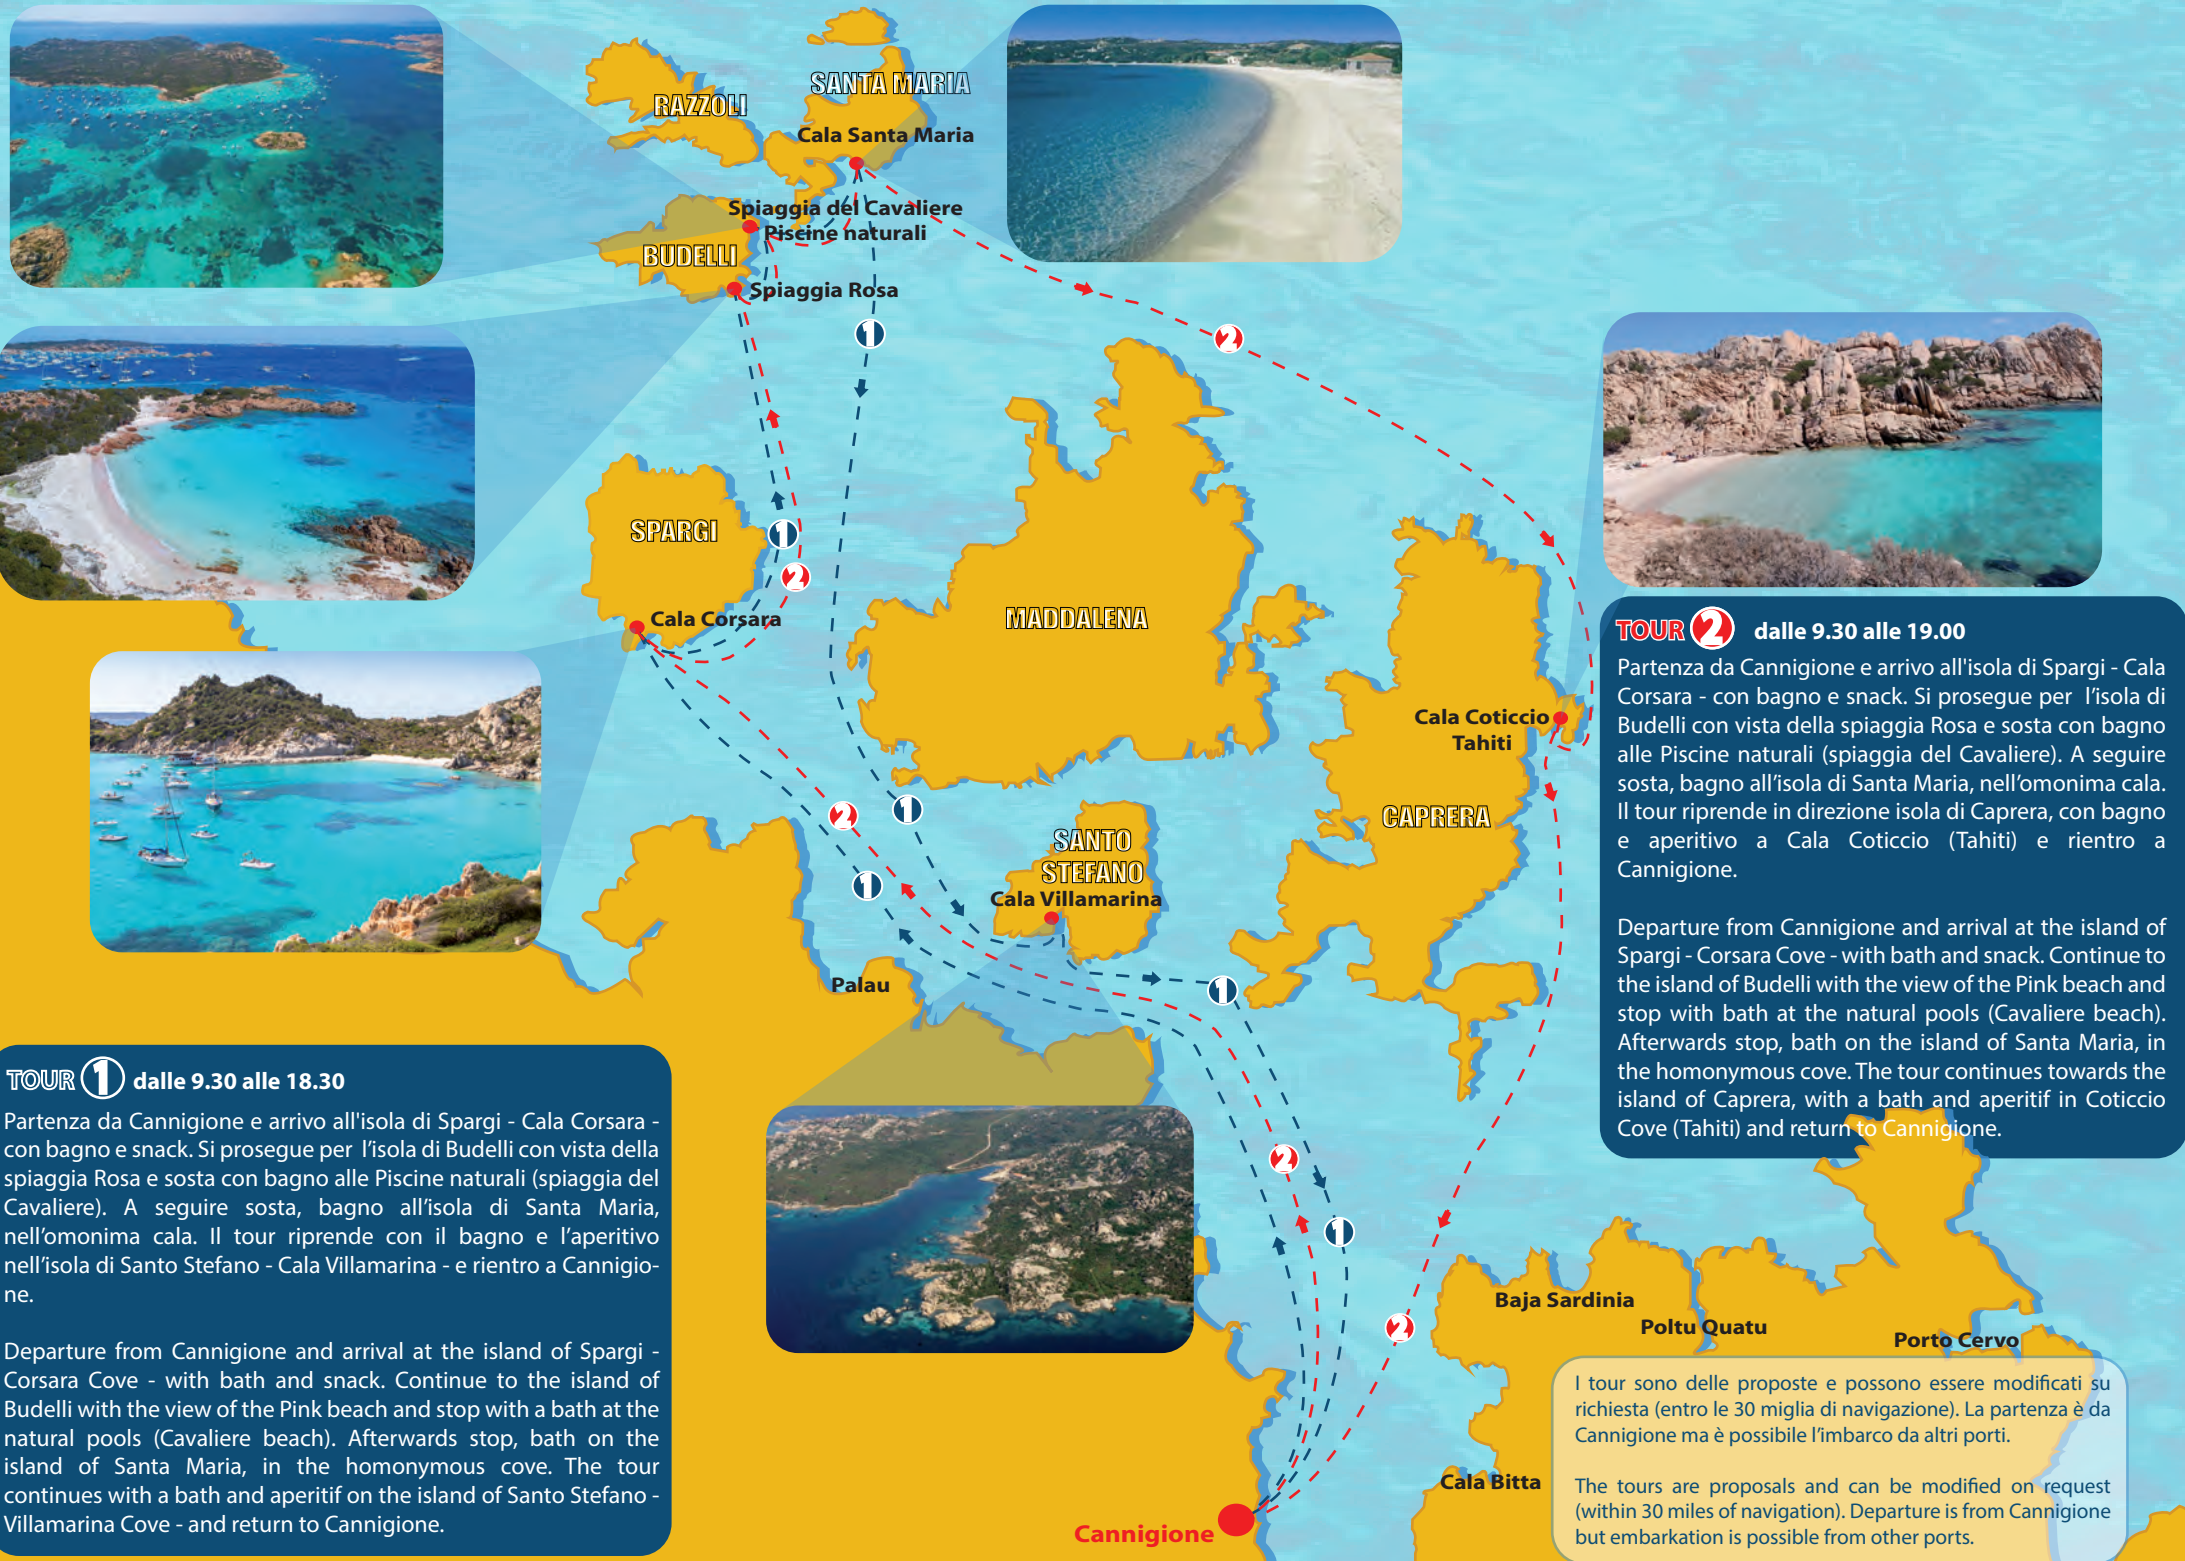 RAZZOLI
SANTA MARIA
Cala Santa Maria
Spiaggia del Cavaliere
Piscine naturali
BUDELLI
Spiaggia Rosa
1
2
SPARGI
1
2
Cala Corsara
MADDALENA
Cala Coticcio
Tahiti
CAPRERA
2
1
1
SANTO
STEFANO
Cala Villamarina
Palau
1
2
1
2
Baja Sardinia
Poltu Quatu
Porto Cervo
Cala Bitta
Cannigione
TOUR 2 dalle 9.30 alle 19.00
Partenza da Cannigione e arrivo all'isola di Spargi - Cala
Corsara - con bagno e snack. Si prosegue per l'isola di
Budelli con vista della spiaggia Rosa e sosta con bagno
alle Piscine naturali (spiaggia del Cavaliere). A seguire
sosta, bagno all'isola di Santa Maria, nell'omonima cala.
Il tour riprende in direzione isola di Caprera, con bagno
e aperitivo a Cala Coticcio (Tahiti) e rientro a
Cannigione.
Departure from Cannigione and arrival at the island of
Spargi - Corsara Cove - with bath and snack. Continue to
the island of Budelli with the view of the Pink beach and
stop with bath at the natural pools (Cavaliere beach).
Afterwards stop, bath on the island of Santa Maria, in
the homonymous cove. The tour continues towards the
island of Caprera, with a bath and aperitif in Coticcio
Cove (Tahiti) and return to Cannigione.
TOUR 1 dalle 9.30 alle 18.30
Partenza da Cannigione e arrivo all'isola di Spargi - Cala Corsara -
con bagno e snack. Si prosegue per l'isola di Budelli con vista della
spiaggia Rosa e sosta con bagno alle Piscine naturali (spiaggia del
Cavaliere). A seguire sosta, bagno all'isola di Santa Maria,
nell'omonima cala. Il tour riprende con il bagno e l'aperitivo
nell'isola di Santo Stefano - Cala Villamarina - e rientro a Cannigio-
ne.
Departure from Cannigione and arrival at the island of Spargi -
Corsara Cove - with bath and snack. Continue to the island of
Budelli with the view of the Pink beach and stop with a bath at the
natural pools (Cavaliere beach). Afterwards stop, bath on the
island of Santa Maria, in the homonymous cove. The tour
continues with a bath and aperitif on the island of Santo Stefano -
Villamarina Cove - and return to Cannigione.
I tour sono delle proposte e possono essere modificati su
richiesta (entro le 30 miglia di navigazione). La partenza è da
Cannigione ma è possibile l'imbarco da altri porti.
The tours are proposals and can be modified on request
(within 30 miles of navigation). Departure is from Cannigione
but embarkation is possible from other ports.